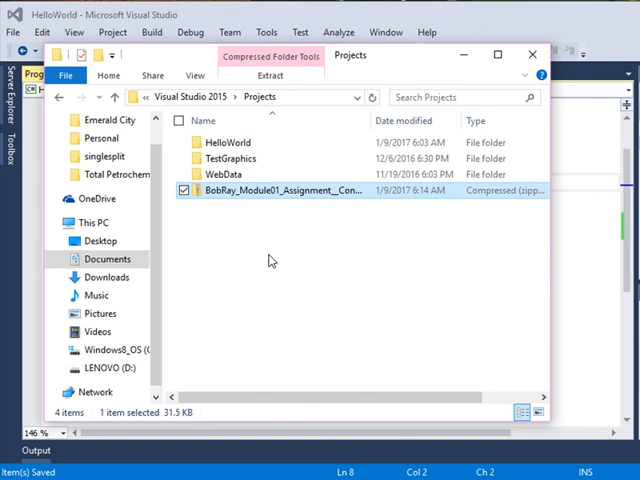 HelloWorld - Microsoft Visual Studio
File Edit View Project Build Debug Team Test Analyze Window Help
Compressed Folder Tools Projects
File Home Share View Extract
« Visual Studio 2015 > Projects Search Projects
Server Explorer
Toolbox
Name Date modified Type
Emerald City
Personal
singlesplit
Total Petrochem
OneDrive
This PC
Desktop
Documents
Downloads
Music
Pictures
Videos
Windows8_OS (C
LENOVO (D:)
Network
HelloWorld 1/9/2017 6:03 AM File folder
TestGraphics 12/6/2016 6:30 PM File folder
WebData 11/19/2016 6:03 PM File folder
BobRay_Module01_Assignment__Con... 1/9/2017 6:14 AM Compressed (zipp...
4 items 1 item selected 31.5 KB
146 %
Output
Item(s) Saved Ln 8 Col 2 Ch 2 INS